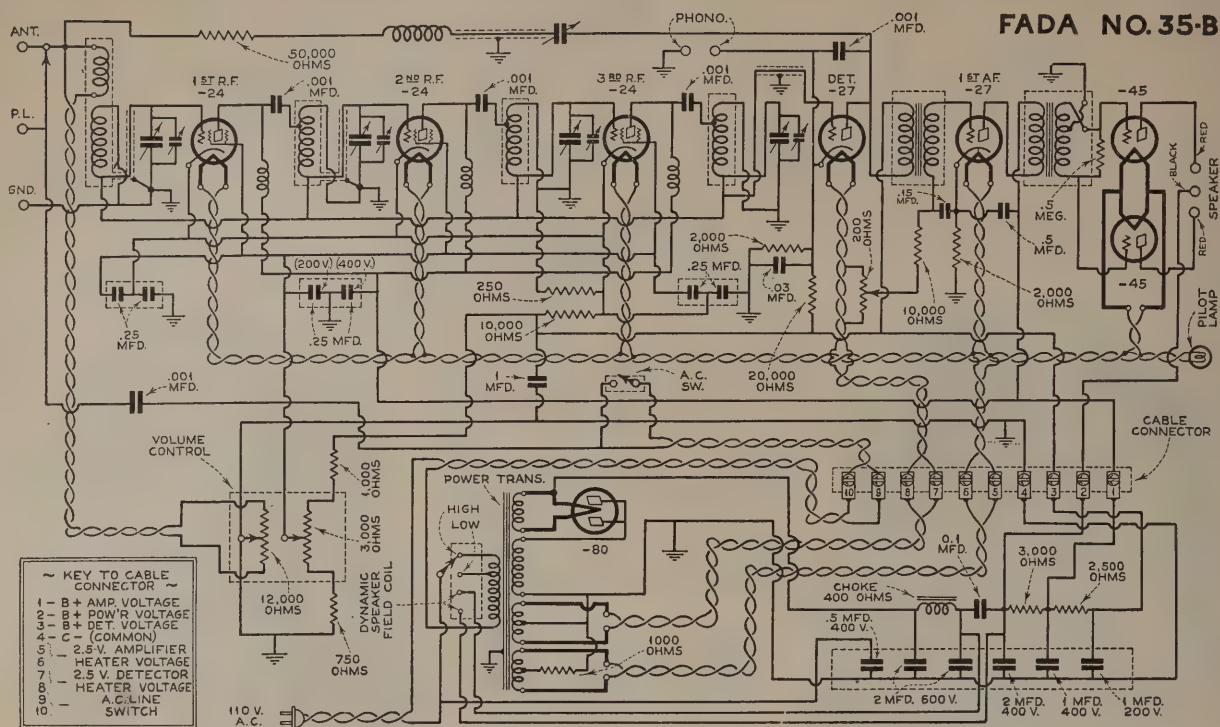 FADA NO. 35-B
ANT.
P.L.
GND.
50,000
OHMS
PHONO.
.001
MFD.
1ST R.F.
-24
.001
MFD.
2ND R.F.
-24
.001
MFD.
3RD R.F.
-24
.001
MFD.
DET.
-27
1ST A.F.
-27
-45
RED
BLACK
RED
SPEAKER
.5
MEG.
.15
MFD.
.5
MFD.
-45
PILOT
LAMP
.25
MFD.
(200 V.) (400 V.)
.25 MFD.
250
OHMS
10,000
OHMS
.25 MFD.
2,000
OHMS
.03
MFD.
200
OHMS
20,000
OHMS
10,000
OHMS
2,000
OHMS
.001
MFD.
1
MFD.
A.C.
SW.
CABLE
CONNECTOR
10 9 8 7 6 5 4 3 2 1
VOLUME
CONTROL
1,000
OHMS
3,000
OHMS
12,000
OHMS
750
OHMS
POWER TRANS.
HIGH
LOW
-80
DYNAMIC
SPEAKER
FIELD COIL
1000
OHMS
110 V.
A.C.
CHOKE
400 OHMS
0.1
MFD.
3,000
OHMS
2,500
OHMS
.5 MFD.
400 V.
2 MFD. 600 V.
2 MFD.
400 V.
1 MFD.
400 V.
1 MFD.
200 V.
~ KEY TO CABLE
CONNECTOR ~
1 - B + AMP. VOLTAGE
2 - B + POW'R VOLTAGE
3 - B + DET. VOLTAGE
4 - C - (COMMON)
5 - 2.5-V. AMPLIFIER
6 HEATER VOLTAGE
7 - 2.5 V. DETECTOR
8 HEATER VOLTAGE
9 - A.C. LINE
10 SWITCH